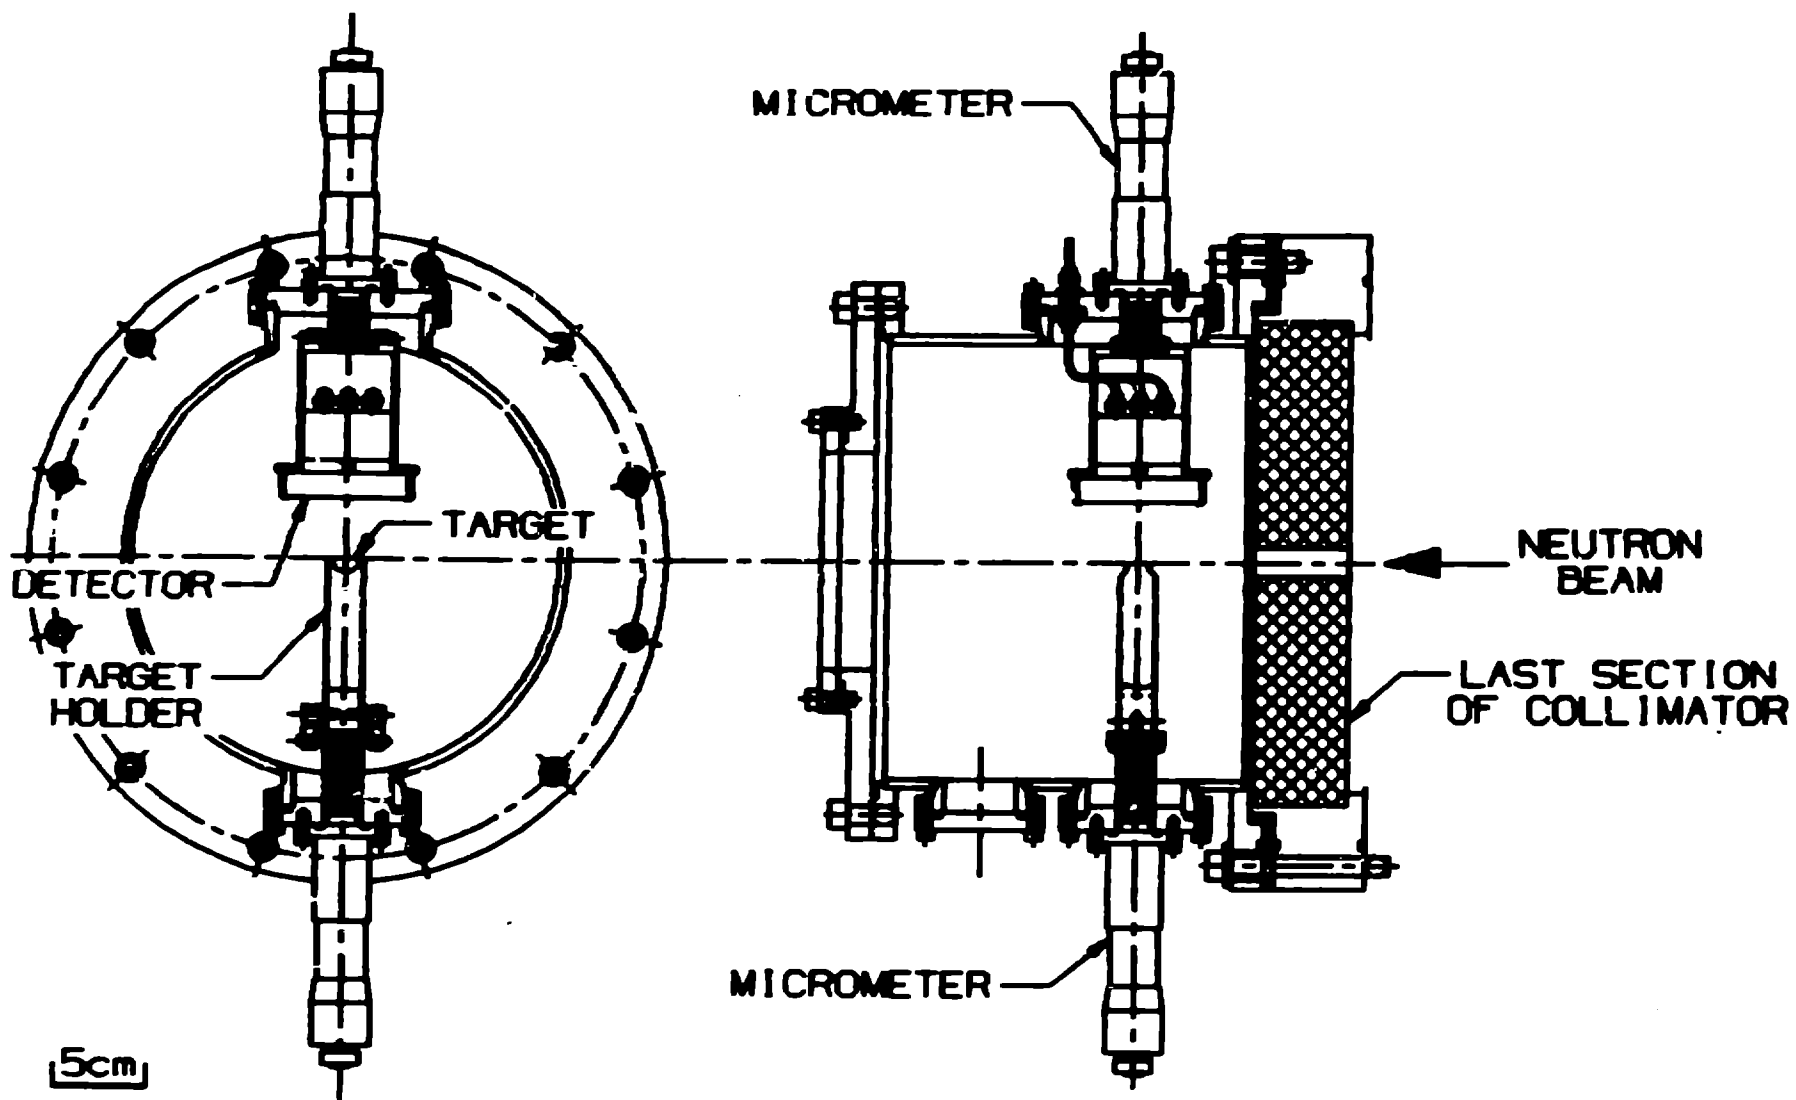 MICROMETER
TARGET
DETECTOR
TARGET
HOLDER
NEUTRON
BEAM
LAST SECTION
OF COLLIMATOR
MICROMETER
5cm